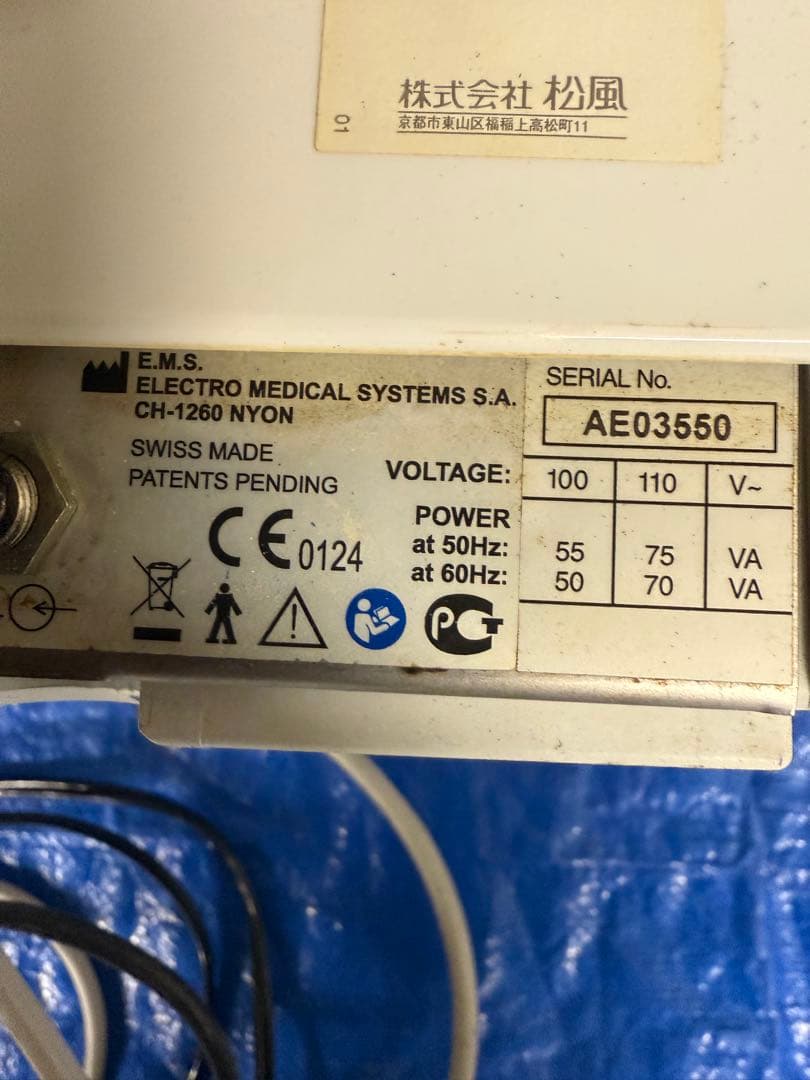 株式会社 松風
京都市東山区福稲上高松町11
01
E.M.S.
ELECTRO MEDICAL SYSTEMS S.A.
CH-1260 NYON
SWISS MADE
PATENTS PENDING
CE 0124
SERIAL No.
AE03550
VOLTAGE: 100 110 V~
POWER
at 50Hz: 55 75 VA
at 60Hz: 50 70 VA
PCT